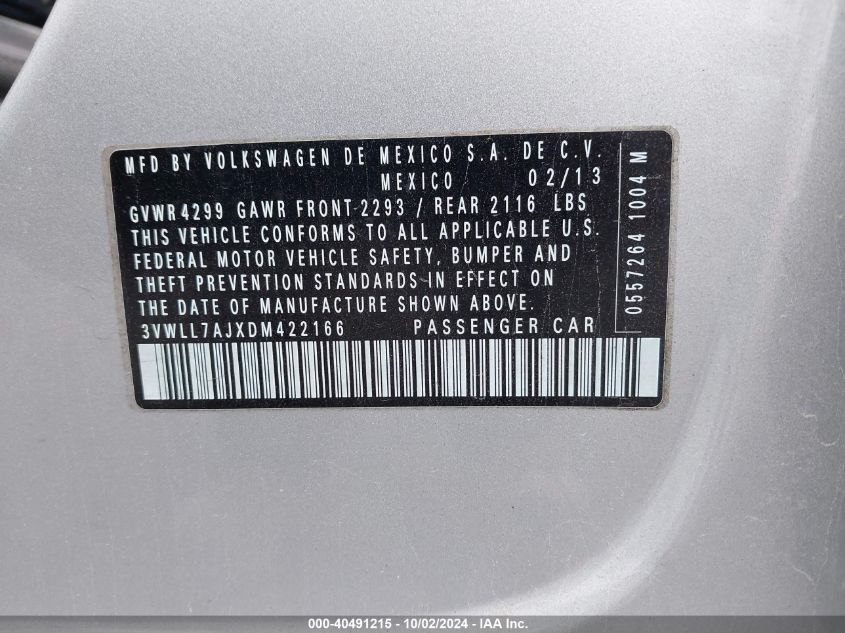 MFD BY VOLKSWAGEN DE MEXICO S.A. DE C.V.
MEXICO 02/13
GVWR 4299 GAWR FRONT-2293 / REAR 2116 LBS
THIS VEHICLE CONFORMS TO ALL APPLICABLE U.S.
FEDERAL MOTOR VEHICLE SAFETY, BUMPER AND
THEFT PREVENTION STANDARDS IN EFFECT ON
THE DATE OF MANUFACTURE SHOWN ABOVE.
3VWLL7AJXDM422166 PASSENGER CAR
0557264 1004 M
000-40491215 - 10/02/2024 - IAA Inc.